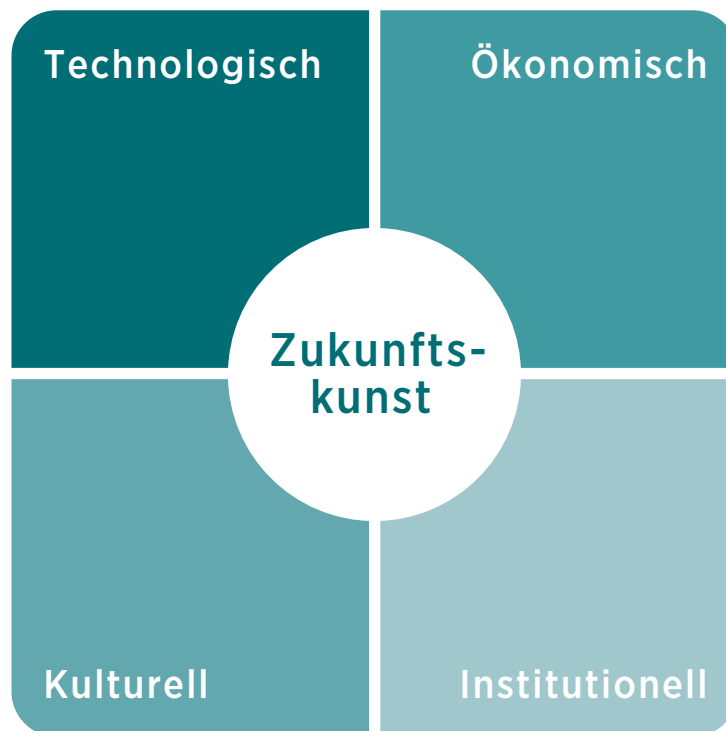 Technologisch
Ökonomisch
Zukunfts-
kunst
Kulturell
Institutionell